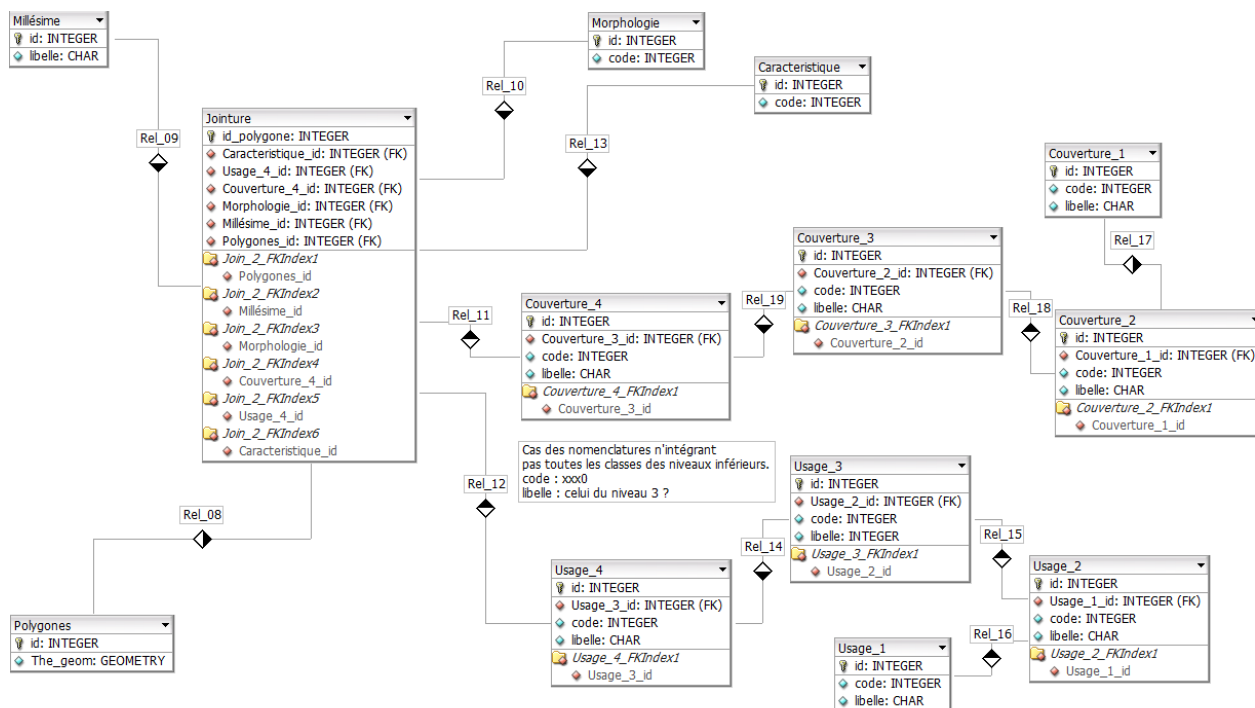 Millésime
id: INTEGER
libelle: CHAR
Rel_09
Morphologie
id: INTEGER
code: INTEGER
Rel_10
Caracteristique
id: INTEGER
code: INTEGER
Rel_13
Jointure
id_polygone: INTEGER
Caracteristique_id: INTEGER (FK)
Usage_4_id: INTEGER (FK)
Couverture_4_id: INTEGER (FK)
Morphologie_id: INTEGER (FK)
Millésime_id: INTEGER (FK)
Polygones_id: INTEGER (FK)
Join_2_FKIndex1
Polygones_id
Join_2_FKIndex2
Millésime_id
Join_2_FKIndex3
Morphologie_id
Join_2_FKIndex4
Couverture_4_id
Join_2_FKIndex5
Usage_4_id
Join_2_FKIndex6
Caracteristique_id
Couverture_1
id: INTEGER
code: INTEGER
libelle: CHAR
Rel_17
Couverture_3
id: INTEGER
Couverture_2_id: INTEGER (FK)
code: INTEGER
libelle: CHAR
Couverture_3_FKIndex1
Couverture_2_id
Rel_18
Rel_19
Couverture_4
id: INTEGER
Couverture_3_id: INTEGER (FK)
code: INTEGER
libelle: CHAR
Couverture_4_FKIndex1
Couverture_3_id
Rel_11
Couverture_2
id: INTEGER
Couverture_1_id: INTEGER (FK)
code: INTEGER
libelle: CHAR
Couverture_2_FKIndex1
Couverture_1_id
Cas des nomenclatures n'intégrant
pas toutes les classes des niveaux inférieurs.
code : xxx0
libelle : celui du niveau 3 ?
Rel_12
Usage_3
id: INTEGER
Usage_2_id: INTEGER (FK)
code: INTEGER
libelle: INTEGER
Usage_3_FKIndex1
Usage_2_id
Rel_15
Rel_14
Rel_08
Usage_4
id: INTEGER
Usage_3_id: INTEGER (FK)
code: INTEGER
libelle: CHAR
Usage_4_FKIndex1
Usage_3_id
Usage_2
id: INTEGER
Usage_1_id: INTEGER (FK)
code: INTEGER
libelle: CHAR
Usage_2_FKIndex1
Usage_1_id
Rel_16
Polygones
id: INTEGER
The_geom: GEOMETRY
Usage_1
id: INTEGER
code: INTEGER
libelle: CHAR